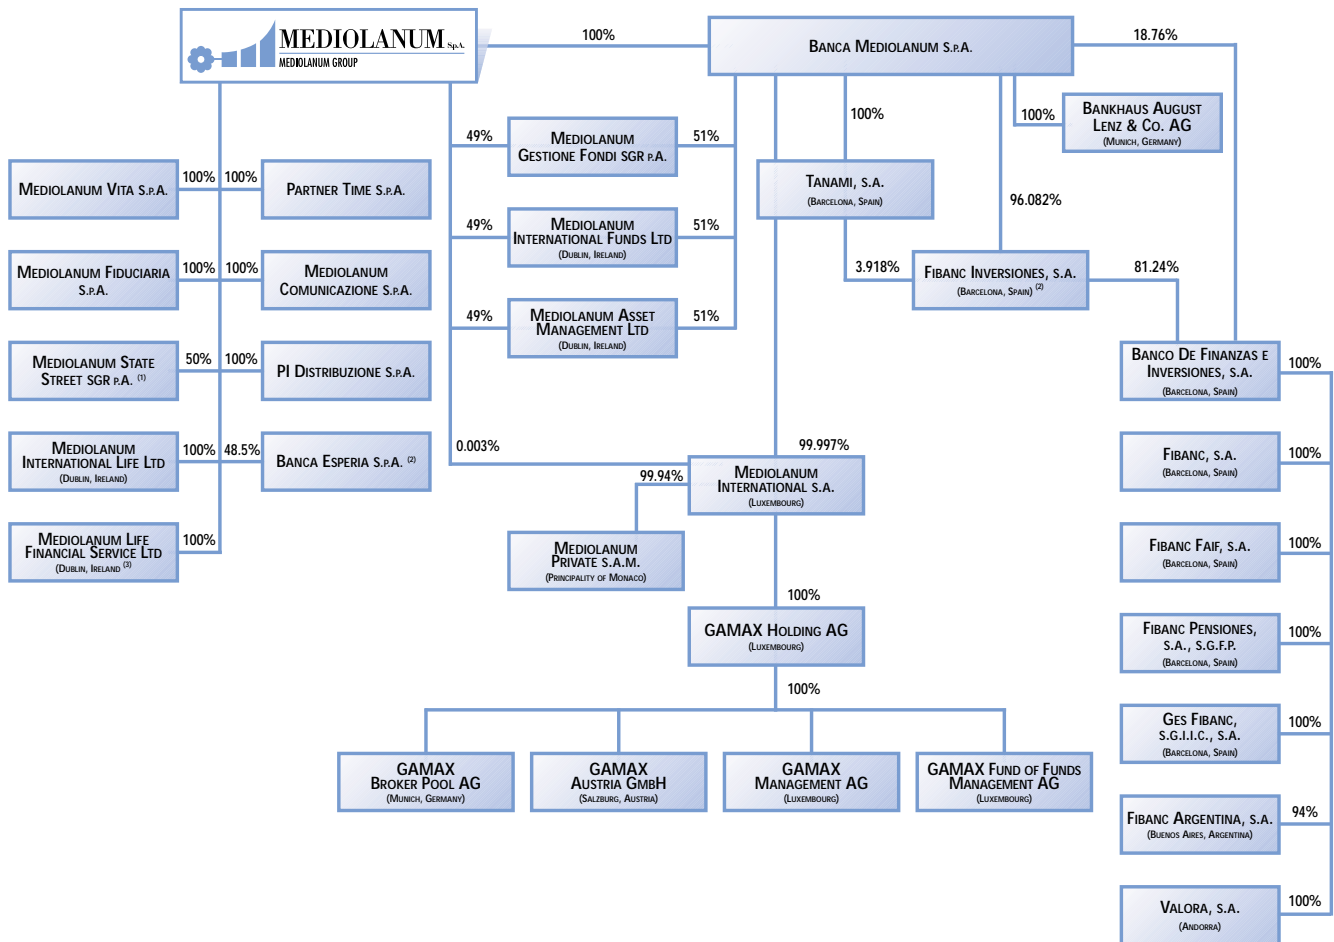 MEDIOLANUM S.p.A.
MEDIOLANUM GROUP
100%
BANCA MEDIOLANUM S.P.A.
18.76%
100%
BANKHAUS AUGUST
LENZ & CO. AG
(MUNICH, GERMANY)
100%
49%
MEDIOLANUM
GESTIONE FONDI SGR P.A.
51%
TANAMI, S.A.
(BARCELONA, SPAIN)
96.082%
MEDIOLANUM VITA S.P.A.
100%
100%
PARTNER TIME S.P.A.
49%
MEDIOLANUM
INTERNATIONAL FUNDS LTD
(DUBLIN, IRELAND)
51%
MEDIOLANUM FIDUCIARIA
S.P.A.
100%
100%
MEDIOLANUM
COMUNICAZIONE S.P.A.
3.918%
FIBANC INVERSIONES, S.A.
(BARCELONA, SPAIN) (2)
81.24%
49%
MEDIOLANUM ASSET
MANAGEMENT LTD
(DUBLIN, IRELAND)
51%
MEDIOLANUM STATE
STREET SGR P.A. (1)
50%
100%
PI DISTRIBUZIONE S.P.A.
BANCO DE FINANZAS E
INVERSIONES, S.A.
(BARCELONA, SPAIN)
100%
MEDIOLANUM
INTERNATIONAL LIFE LTD
(DUBLIN, IRELAND)
100%
48.5%
BANCA ESPERIA S.P.A. (2)
0.003%
99.997%
MEDIOLANUM
INTERNATIONAL S.A.
(LUXEMBOURG)
99.94%
FIBANC, S.A.
(BARCELONA, SPAIN)
100%
MEDIOLANUM LIFE
FINANCIAL SERVICE LTD
(DUBLIN, IRELAND (3)
100%
MEDIOLANUM
PRIVATE S.A.M.
(PRINCIPALITY OF MONACO)
FIBANC FAIF, S.A.
(BARCELONA, SPAIN)
100%
100%
GAMAX HOLDING AG
(LUXEMBOURG)
FIBANC PENSIONES,
S.A., S.G.F.P.
(BARCELONA, SPAIN)
100%
100%
GES FIBANC,
S.G.I.I.C., S.A.
(BARCELONA, SPAIN)
100%
GAMAX
BROKER POOL AG
(MUNICH, GERMANY)
GAMAX
AUSTRIA GMBH
(SALZBURG, AUSTRIA)
GAMAX
MANAGEMENT AG
(LUXEMBOURG)
GAMAX FUND OF FUNDS
MANAGEMENT AG
(LUXEMBOURG)
FIBANC ARGENTINA, S.A.
(BUENOS AIRES, ARGENTINA)
94%
VALORA, S.A.
(ANDORRA)
100%